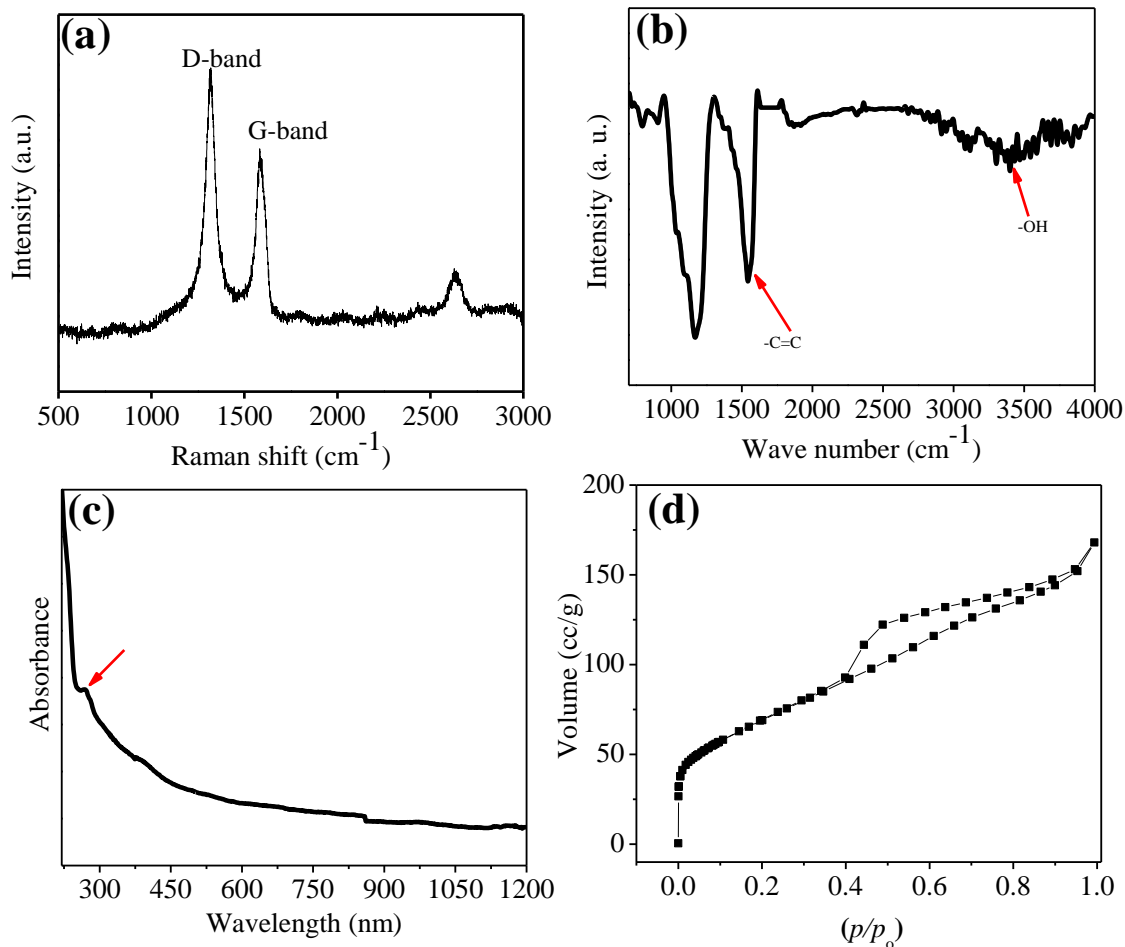 (a)
D-band
G-band
Intensity (a.u.)
500 1000 1500 2000 2500 3000
Raman shift (cm-1)
(b)
-OH
-C=C
Intensity (a. u.)
1000 1500 2000 2500 3000 3500 4000
Wave number (cm-1)
(c)
Absorbance
300 450 600 750 900 1050 1200
Wavelength (nm)
(d)
200
150
100
50
0
Volume (cc/g)
0.0 0.2 0.4 0.6 0.8 1.0
(p/po)